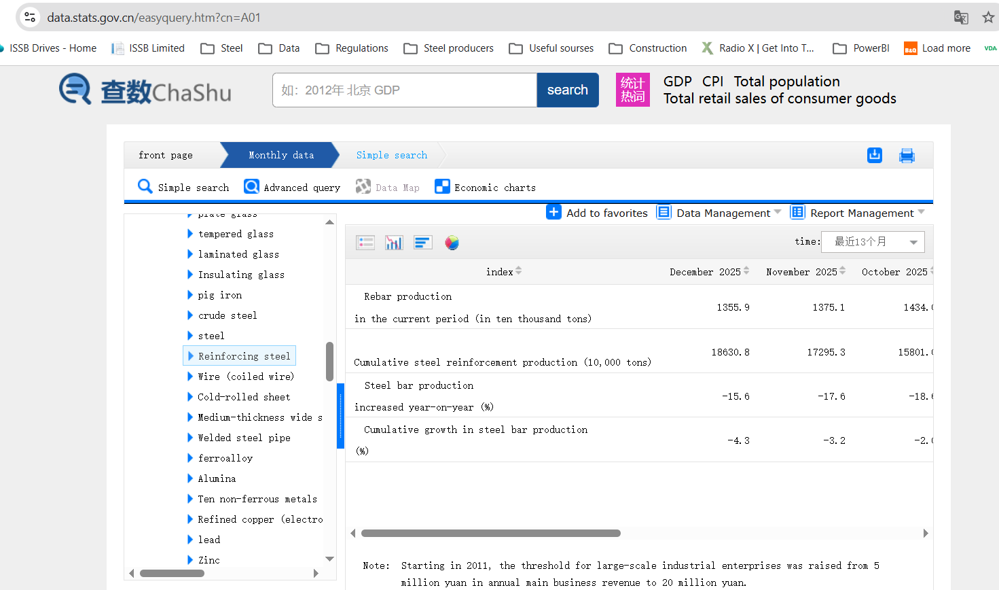 data.stats.gov.cn/easyquery.htm?cn=A01
ISSB Drives - Home ISSB Limited Steel Data Regulations Steel producers Useful sourses Construction Radio X | Get Into T... PowerBI B&Q Load more VDA
查数ChaShu 如：2012年 北京 GDP search 统计热词 GDP CPI Total population
Total retail sales of consumer goods
front page Monthly data Simple search
Simple search Advanced query Data Map Economic charts
Add to favorites Data Management Report Management
plate glass
tempered glass
laminated glass
Insulating glass
pig iron
crude steel
steel
Reinforcing steel
Wire (coiled wire)
Cold-rolled sheet
Medium-thickness wide s
Welded steel pipe
ferroalloy
Alumina
Ten non-ferrous metals
Refined copper (electro
lead
Zinc
time: 最近13个月
index December 2025 November 2025 October 2025
Rebar production
in the current period (in ten thousand tons) 1355.9 1375.1 1434.
Cumulative steel reinforcement production (10,000 tons) 18630.8 17295.3 15801.
Steel bar production
increased year-on-year (%) -15.6 -17.6 -18.
Cumulative growth in steel bar production
(%) -4.3 -3.2 -2.
Note: Starting in 2011, the threshold for large-scale industrial enterprises was raised from 5
million yuan in annual main business revenue to 20 million yuan.